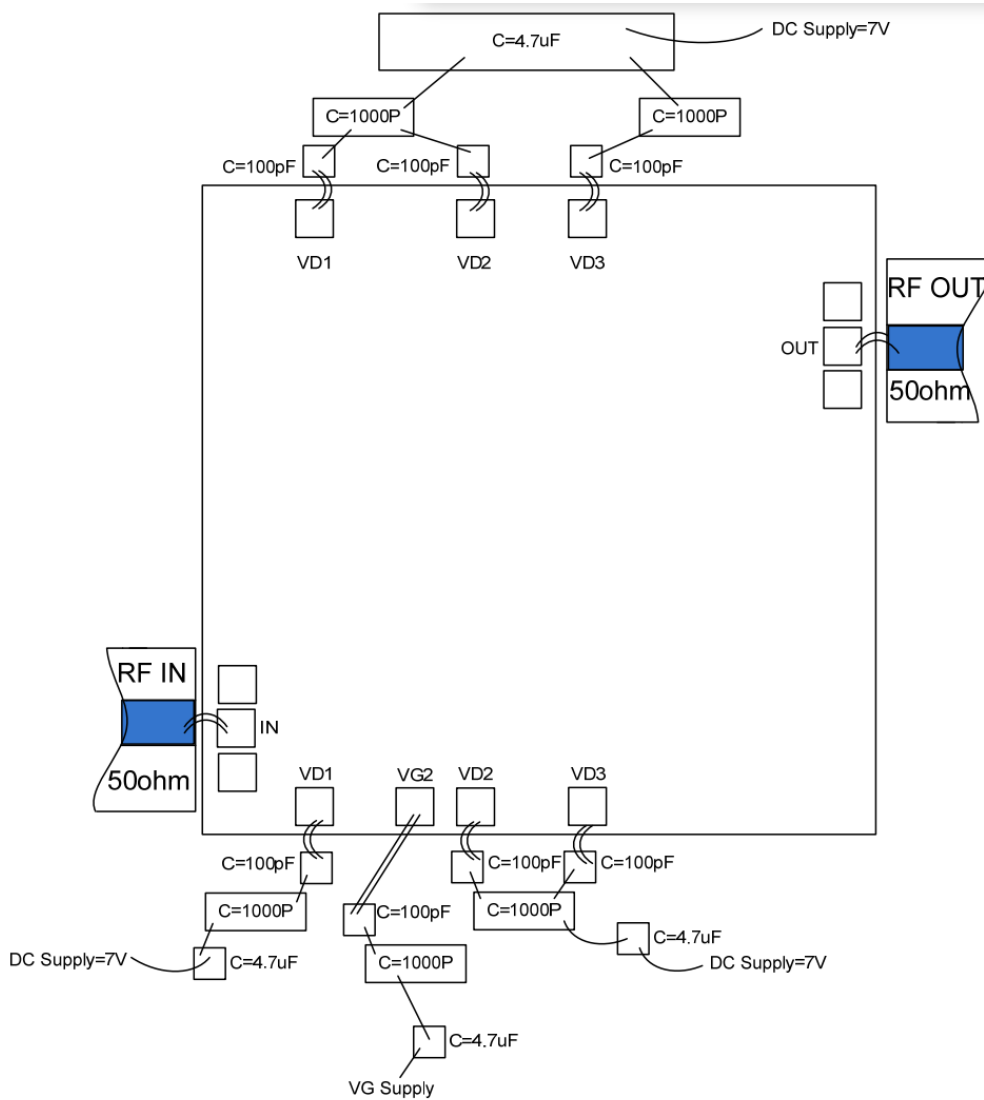 DC Supply=7V
C=4.7uF
C=1000P
C=1000P
C=100pF
C=100pF
C=100pF
VD1
VD2
VD3
RF OUT
OUT
50ohm
RF IN
IN
50ohm
VD1
VG2
VD2
VD3
C=100pF
C=100pF
C=100pF
C=1000P
C=100pF
C=1000P
C=4.7uF
DC Supply=7V
C=4.7uF
C=1000P
DC Supply=7V
C=4.7uF
VG Supply